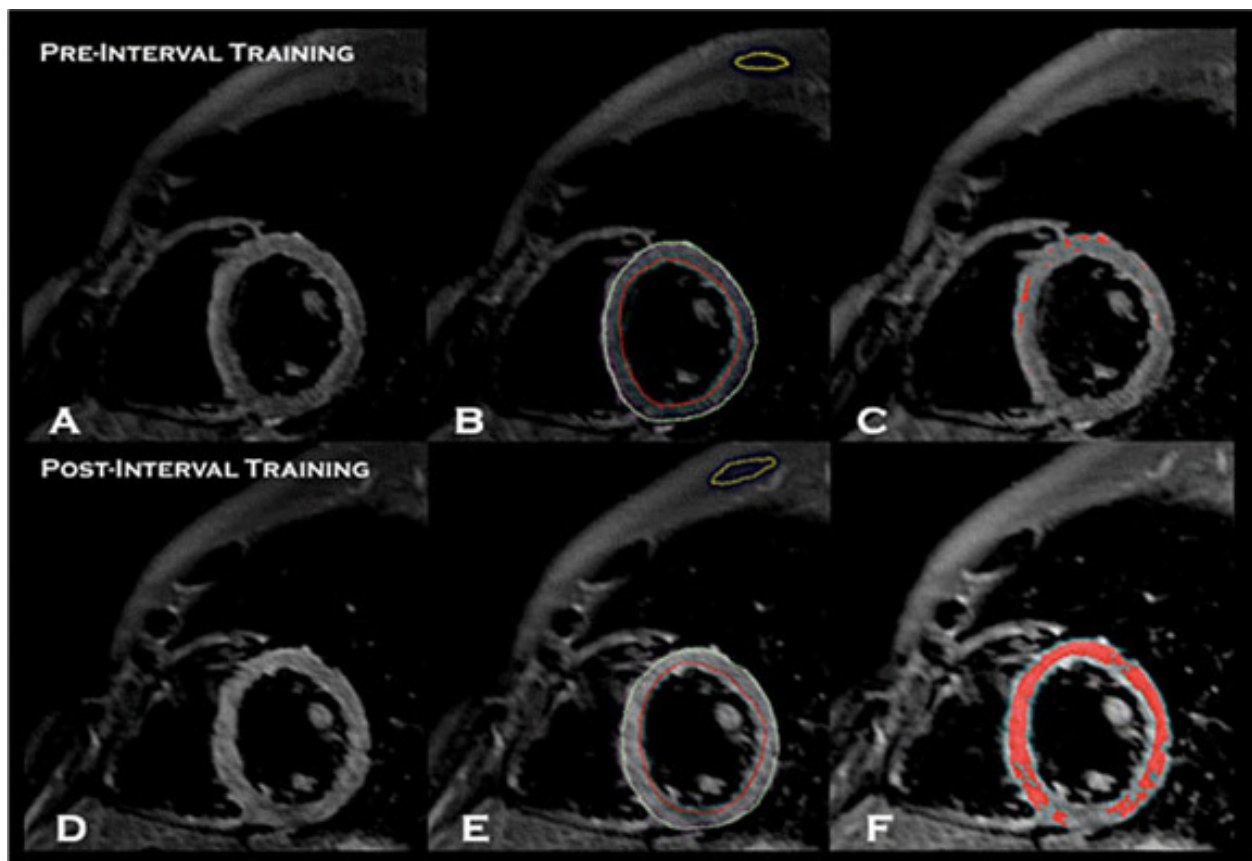 PRE-INTERVAL TRAINING
A
B
C
POST-INTERVAL TRAINING
D
E
F